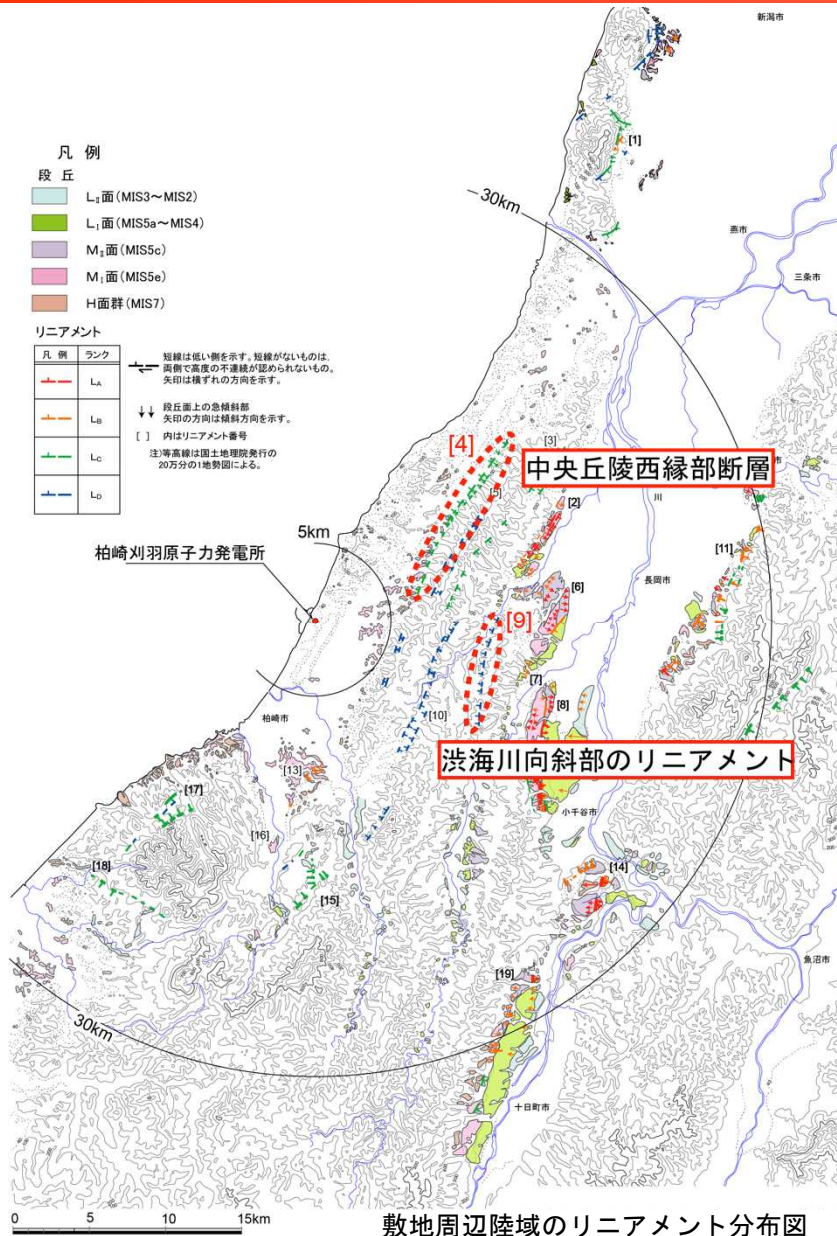 新潟市
[1]
30km
凡 例
段 丘
LⅡ面(MIS3～MIS2)
LⅠ面(MIS5a～MIS4)
MⅡ面(MIS5c)
MⅠ面(MIS5e)
H面群(MIS7)
燕市
三条市
リニアメント
凡 例 ランク
LA
LB
LC
LD
短線は低い側を示す。短線がないものは、
両側で高度の不連続が認められないもの。
矢印は横ずれの方向を示す。
段丘面上の急傾斜部
矢印の方向は傾斜方向を示す。
[ ] 内はリニアメント番号
注)等高線は国土地理院発行の
20万分の1地勢図による。
[4]
[3]
中央丘陵西縁部断層
[5]
[2]
川
5km
柏崎刈羽原子力発電所
[11]
長岡市
[6]
[9]
[7]
[8]
[10]
柏崎市
渋海川向斜部のリニアメント
[13]
[17]
小千谷市
[16]
[18]
[14]
[15]
魚沼市
[19]
30km
十日町市
0 5 10 15km
敷地周辺陸域のリニアメント分布図